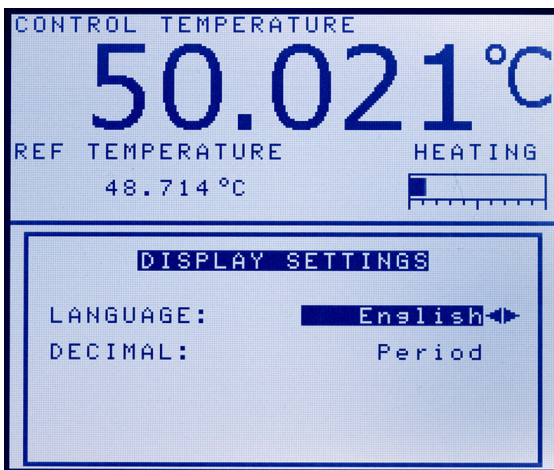 CONTROL TEMPERATURE
50.021°C
REF TEMPERATURE HEATING
48.714°C
DISPLAY SETTINGS
LANGUAGE: English
DECIMAL: Period